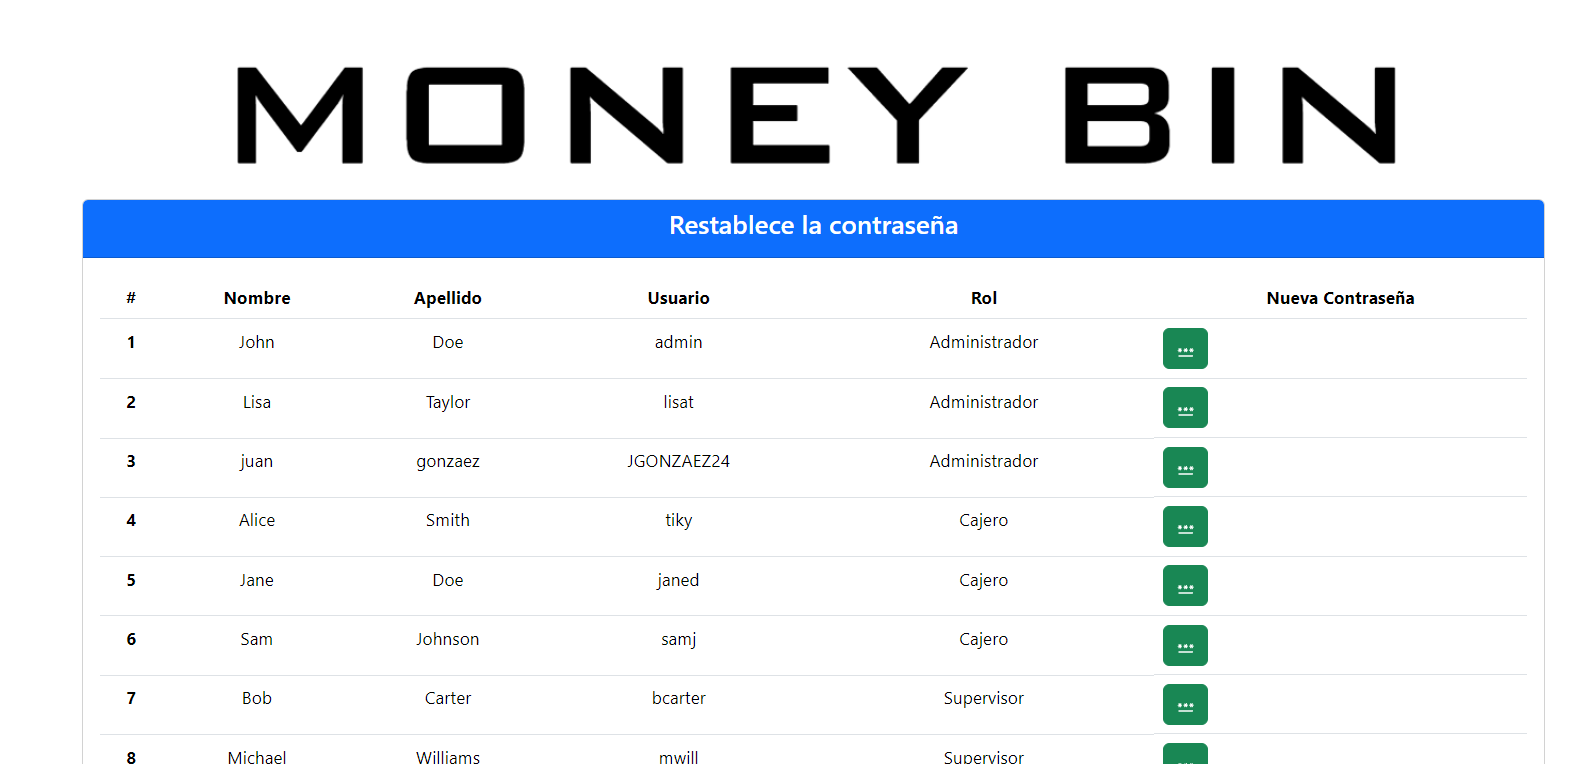 MONEY BIN
Restablece la contraseña
# Nombre Apellido Usuario Rol Nueva Contraseña
1 John Doe admin Administrador
2 Lisa Taylor lisat Administrador
3 juan gonzaez JGONZAEZ24 Administrador
4 Alice Smith tiky Cajero
5 Jane Doe janed Cajero
6 Sam Johnson samj Cajero
7 Bob Carter bcarter Supervisor
8 Michael Williams mwill Supervisor